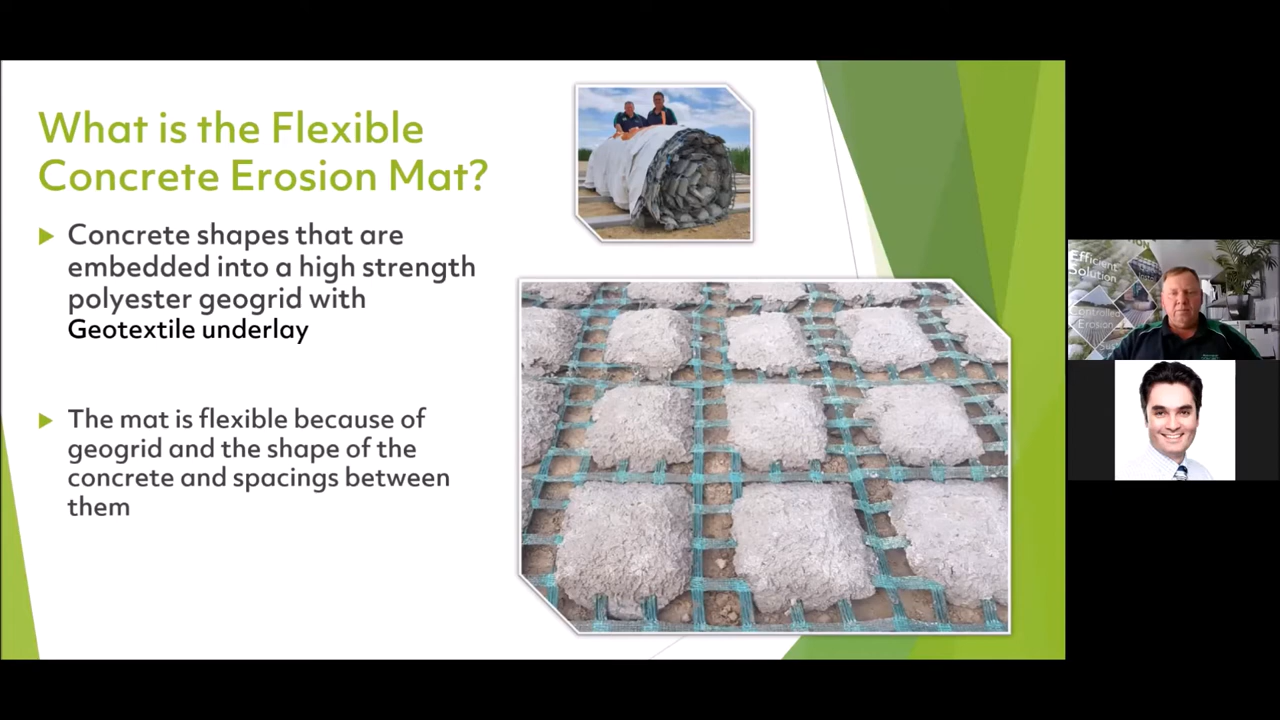 What is the Flexible
Concrete Erosion Mat?
Concrete shapes that are
embedded into a high strength
polyester geogrid with
Geotextile underlay
The mat is flexible because of
geogrid and the shape of the
concrete and spacings between
them
Efficient
Solution
Controlled
Erosion